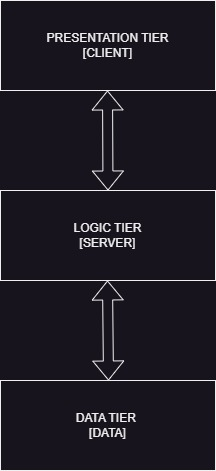 PRESENTATION TIER
[CLIENT]
LOGIC TIER
[SERVER]
DATA TIER
[DATA]